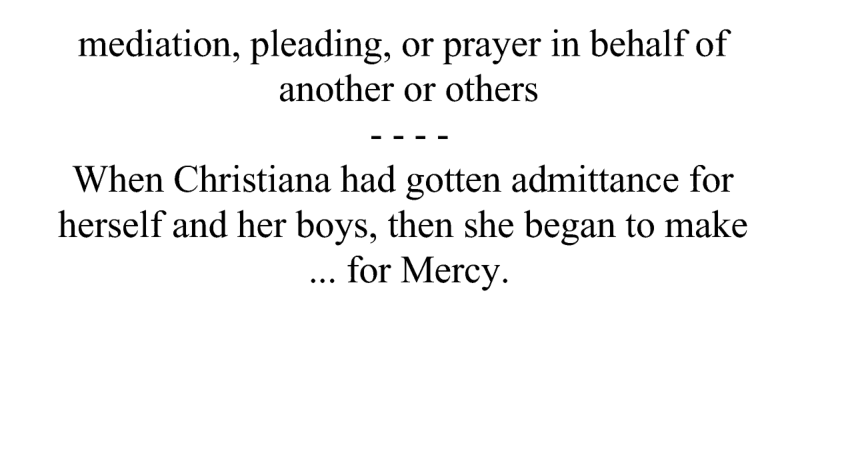 mediation, pleading, or prayer in behalf of
another or others
- - - -
When Christiana had gotten admittance for
herself and her boys, then she began to make
... for Mercy.